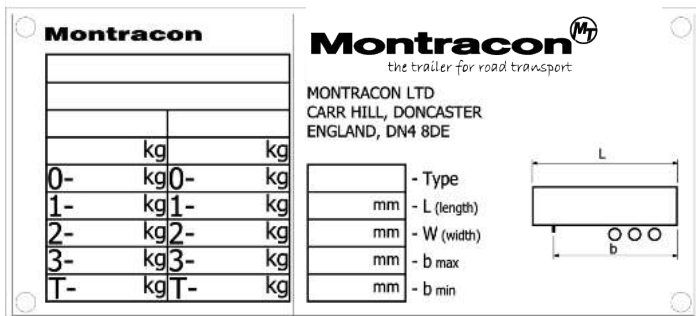 Montracon
kg kg
0- kg 0- kg
1- kg 1- kg
2- kg 2- kg
3- kg 3- kg
T- kg T- kg
Montracon MT
the trailer for road transport
MONTRACON LTD
CARR HILL, DONCASTER
ENGLAND, DN4 8DE
- Type
mm - L (length)
mm - W (width)
mm - b max
mm - b min
L
b